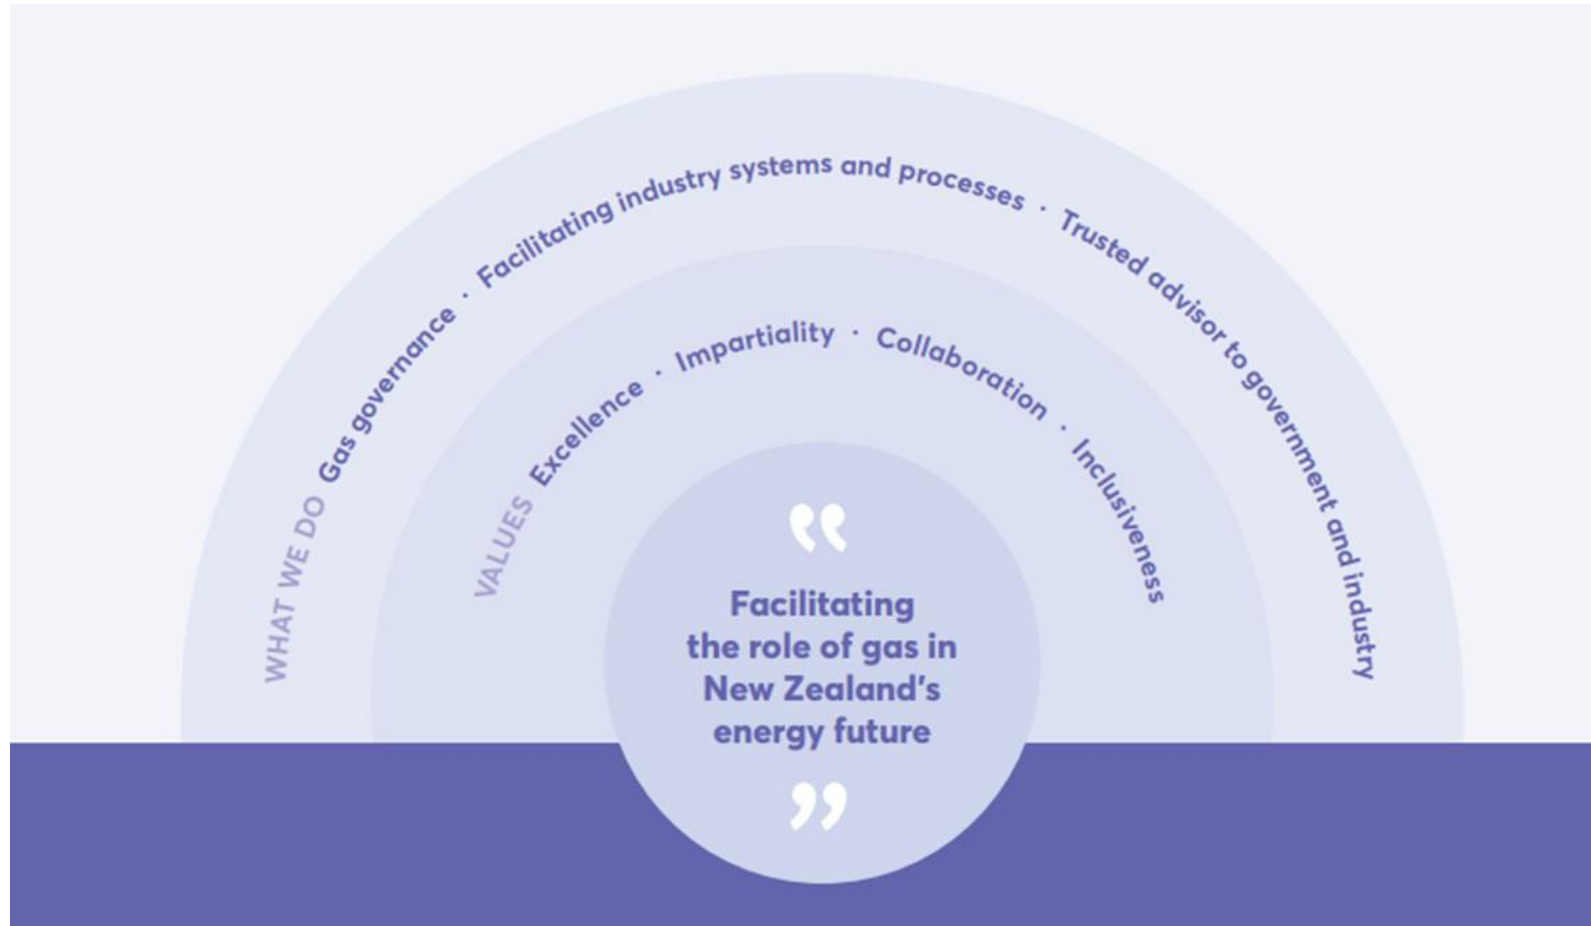 WHAT WE DO Gas governance · Facilitating industry systems and processes · Trusted advisor to government and industry
VALUES Excellence · Impartiality · Collaboration · Inclusiveness
“
Facilitating
the role of gas in
New Zealand’s
energy future
”